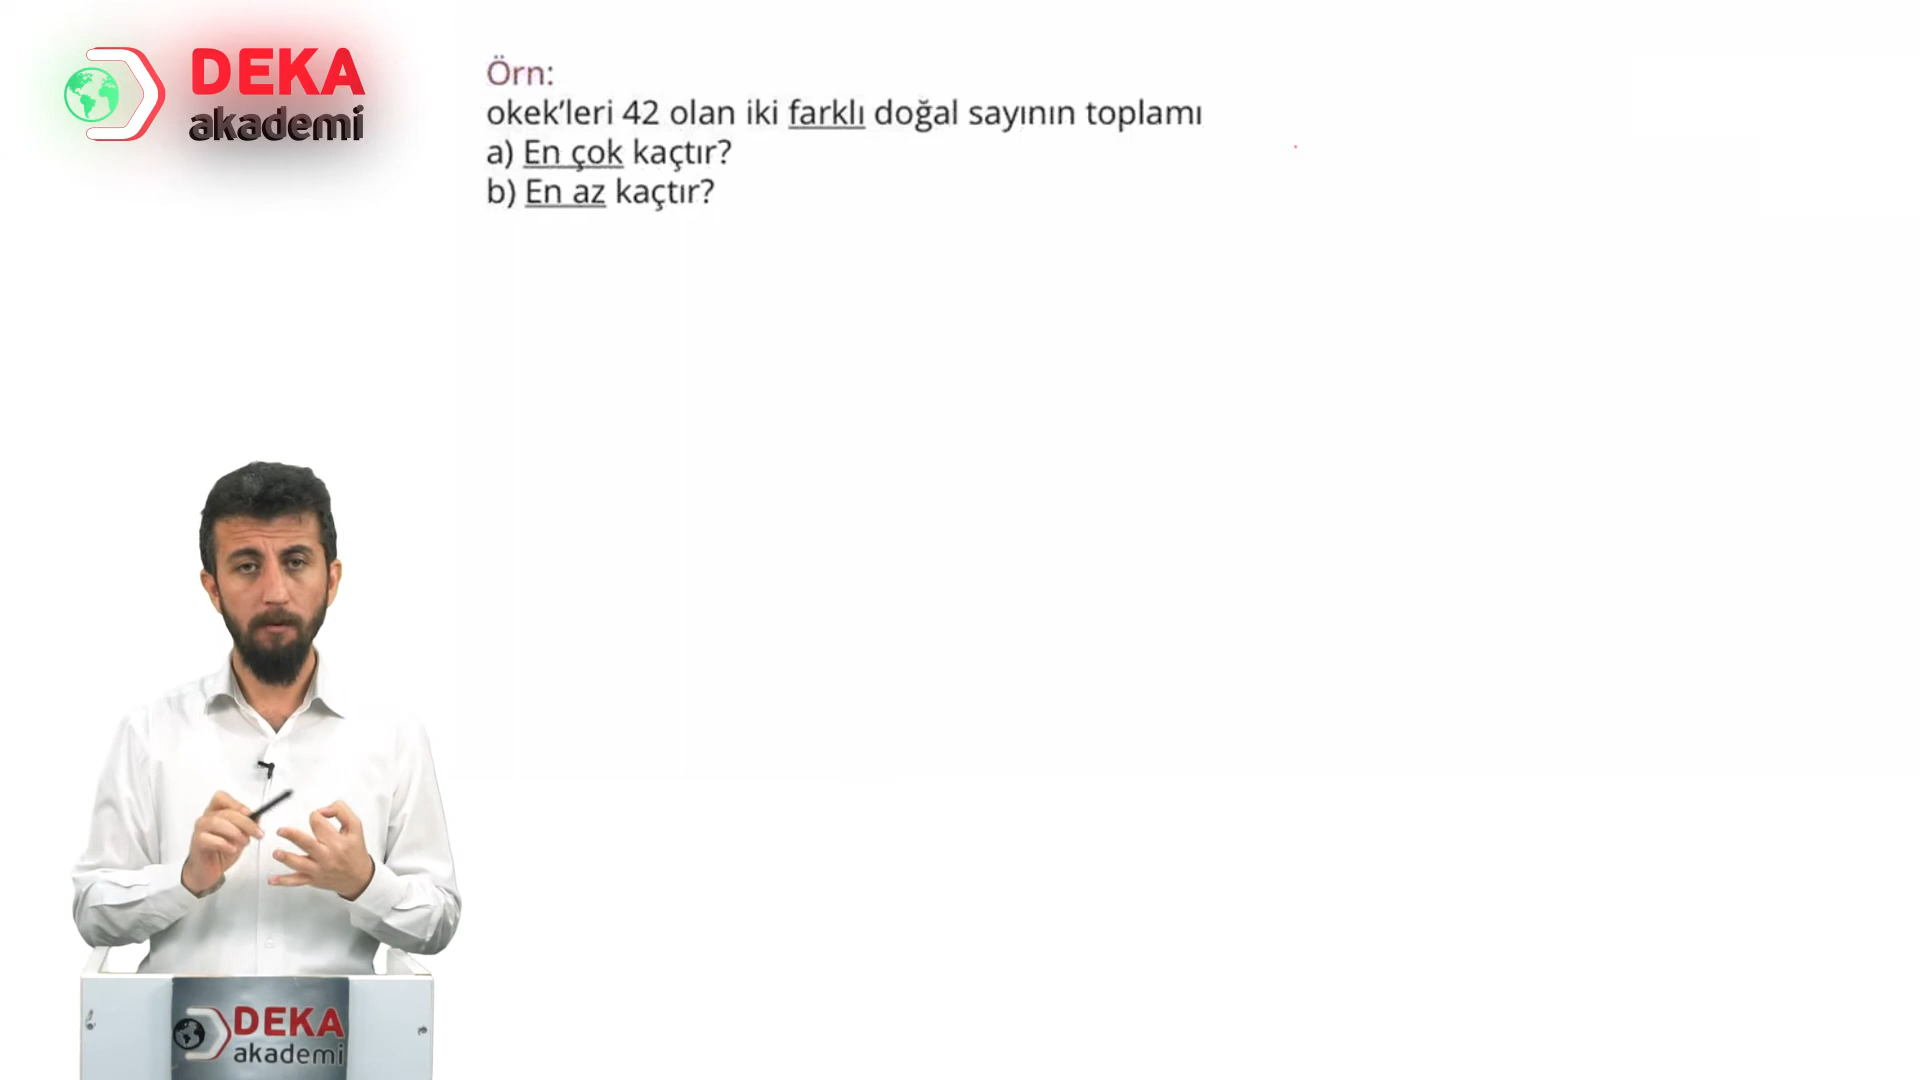 DEKA
akademi
Örn:
okek’leri 42 olan iki farklı doğal sayının toplamı
a) En çok kaçtır?
b) En az kaçtır?
DEKA
akademi